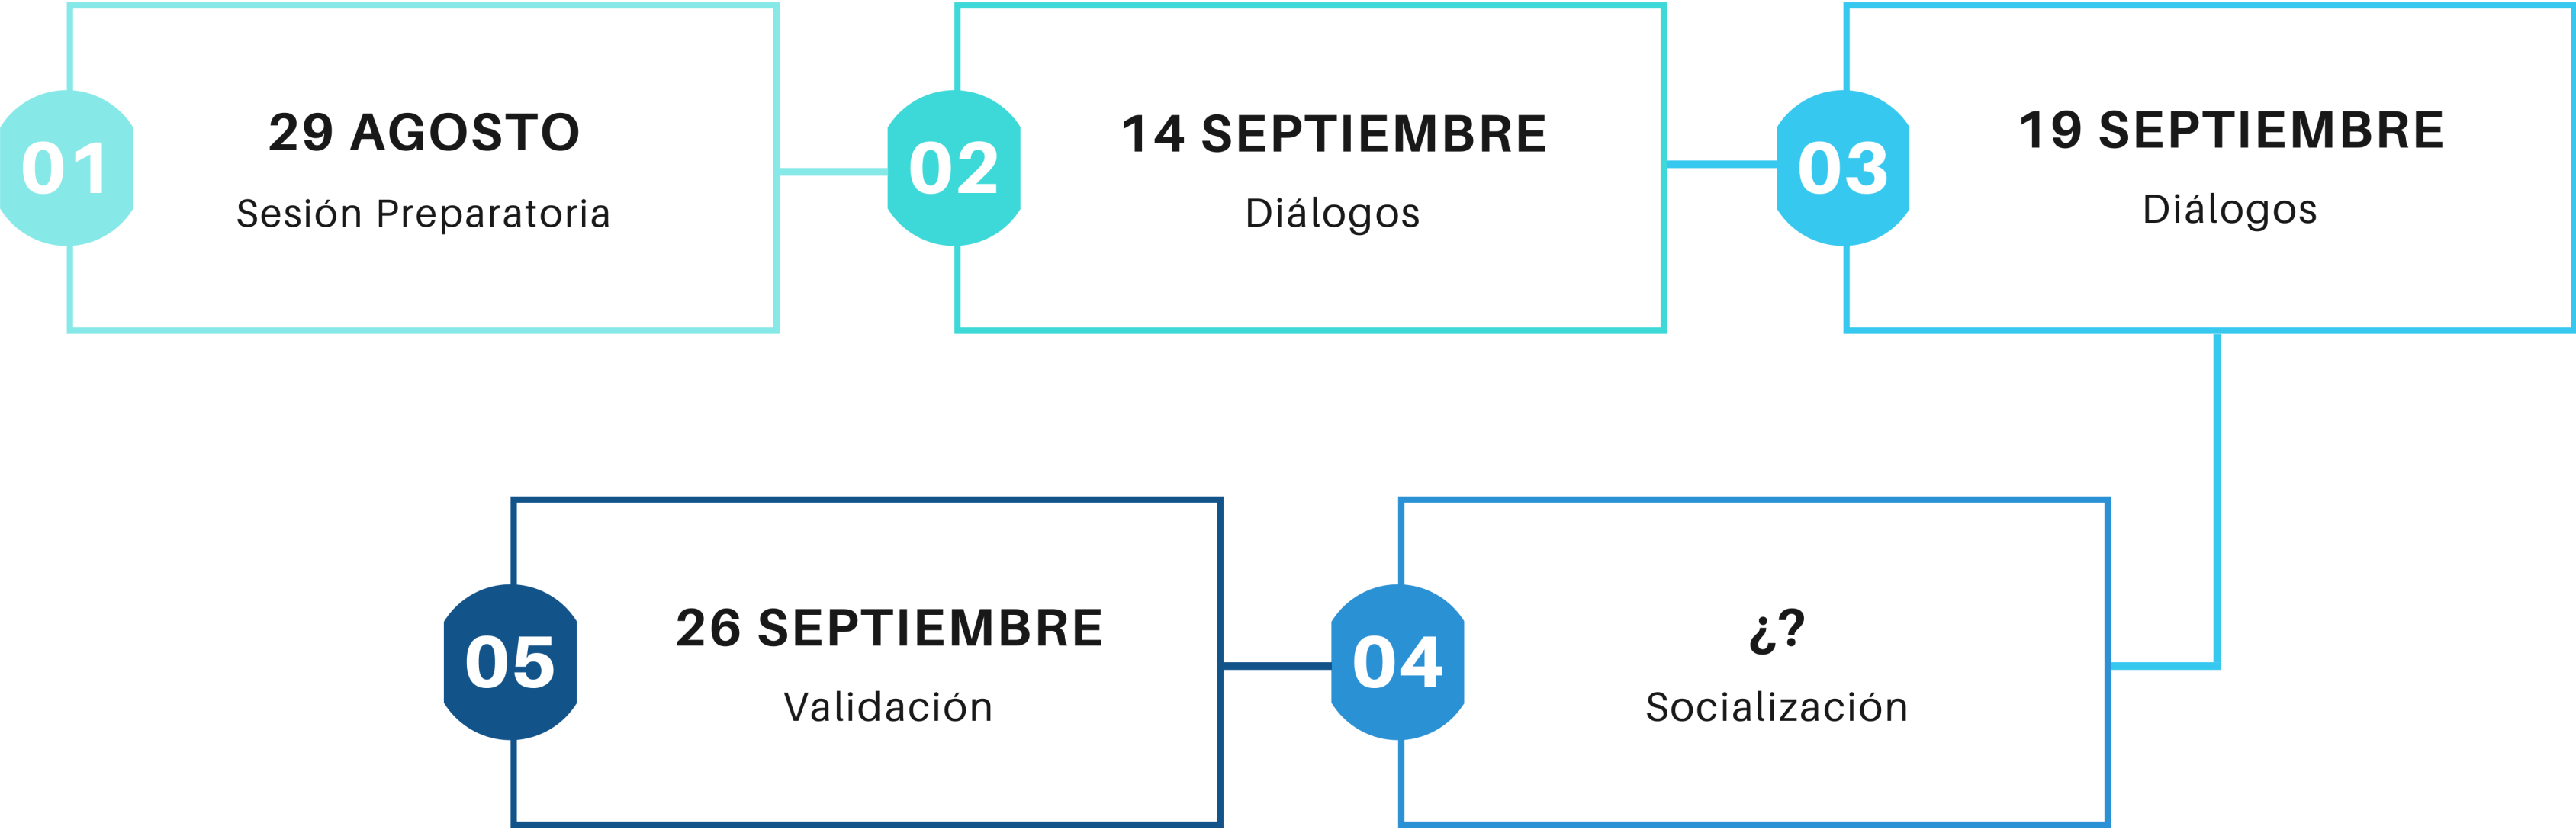 01
29 AGOSTO
Sesión Preparatoria
02
14 SEPTIEMBRE
Diálogos
03
19 SEPTIEMBRE
Diálogos
04
¿?
Socialización
05
26 SEPTIEMBRE
Validación